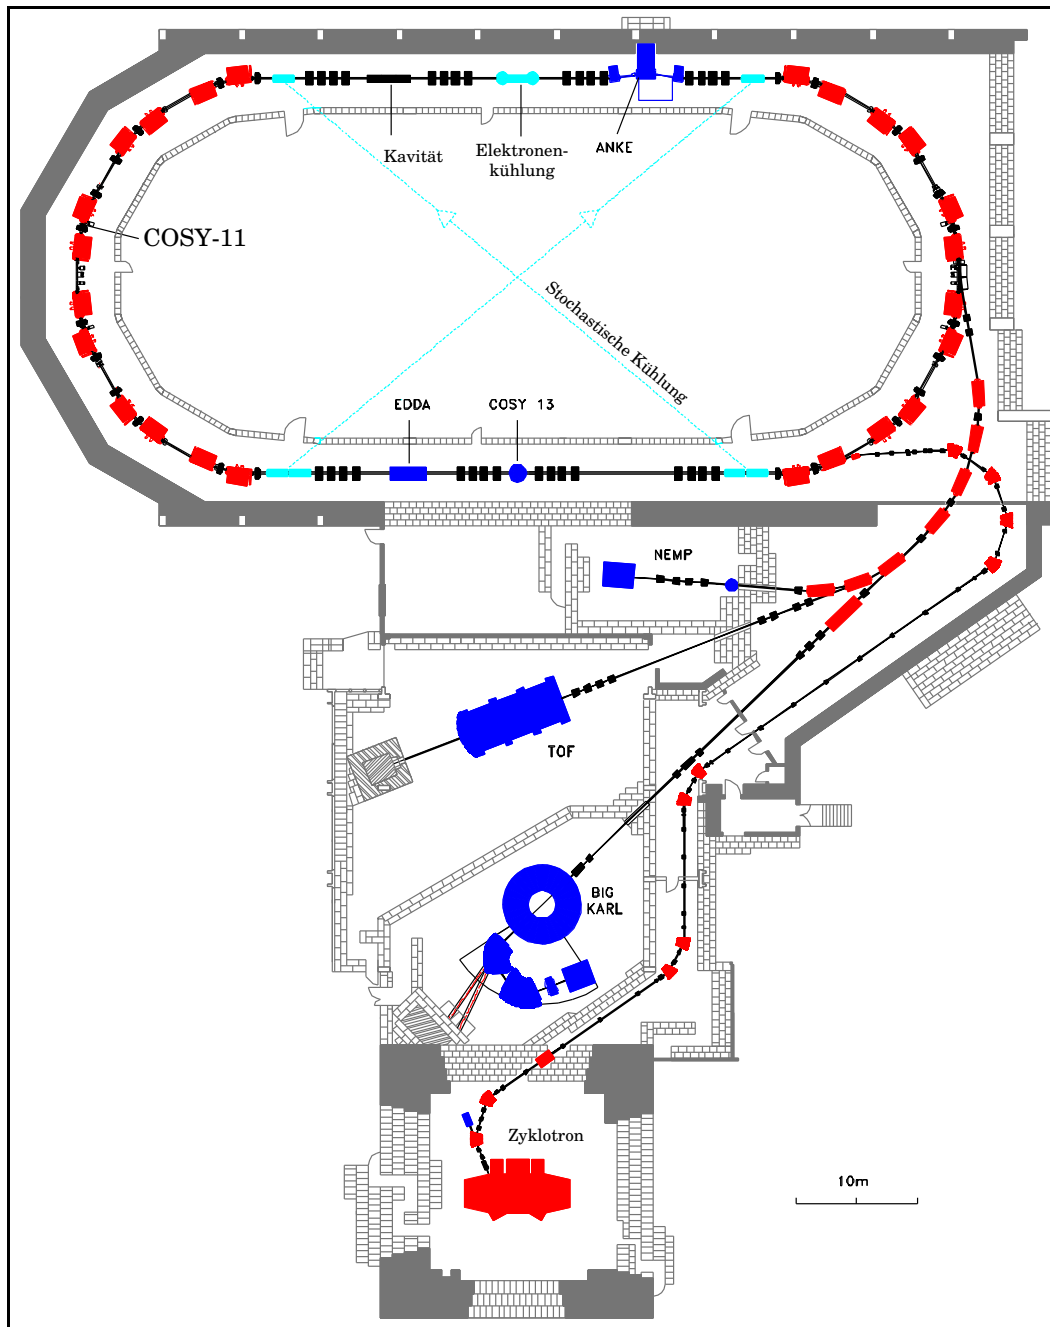 Kavität
Elektronen-
kühlung
ANKE
COSY-11
Stochastische Kühlung
EDDA
COSY 13
NEMP
TOF
BIG
KARL
Zyklotron
10m